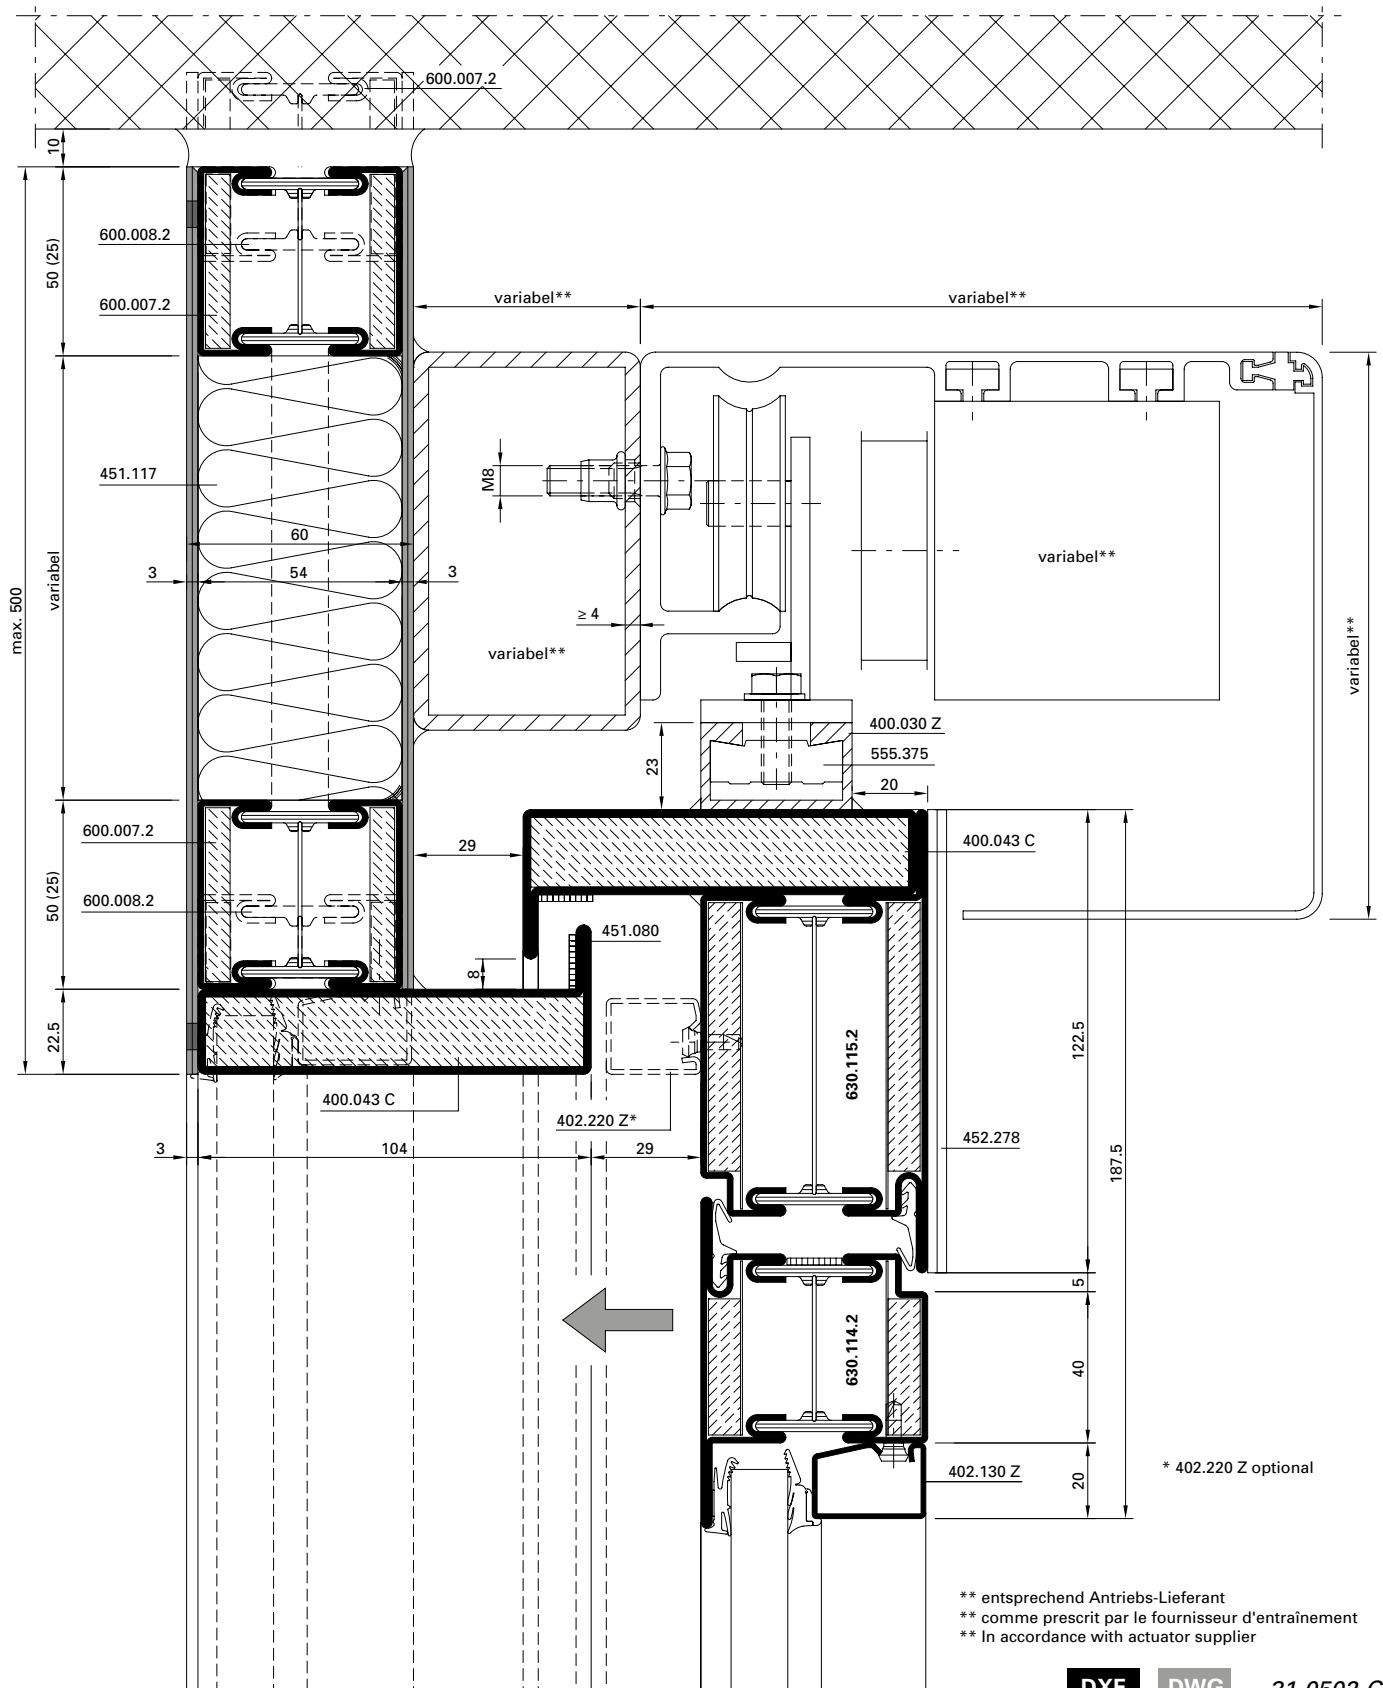 600.007.2
10
600.008.2
50 (25)
600.007.2
variabel**
variabel**
451.117
M8
60
variabel**
3
54
3
variabel
max. 500
≥ 4
variabel**
variabel**
400.030 Z
555.375
23
20
600.007.2
29
400.043 C
50 (25)
600.008.2
451.080
8
22.5
630.115.2
122.5
400.043 C
402.220 Z*
452.278
3
104
29
187.5
5
630.114.2
40
402.130 Z
20
* 402.220 Z optional
** entsprechend Antriebs-Lieferant
** comme prescrit par le fournisseur d'entraînement
** In accordance with actuator supplier
DXF
DWG